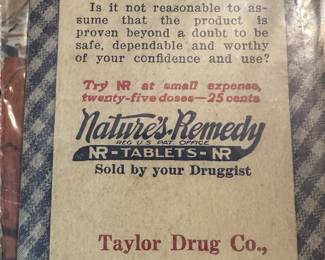 Is it not reasonable to as-
sume that the product is
proven beyond a doubt to be
safe, dependable and worthy
of your confidence and use?
Try NR at small expense,
twenty-five doses—25 cents
Nature's Remedy
REG. U.S. PAT. OFFICE
NR-TABLETS-NR
Sold by your Druggist
Taylor Drug Co.,